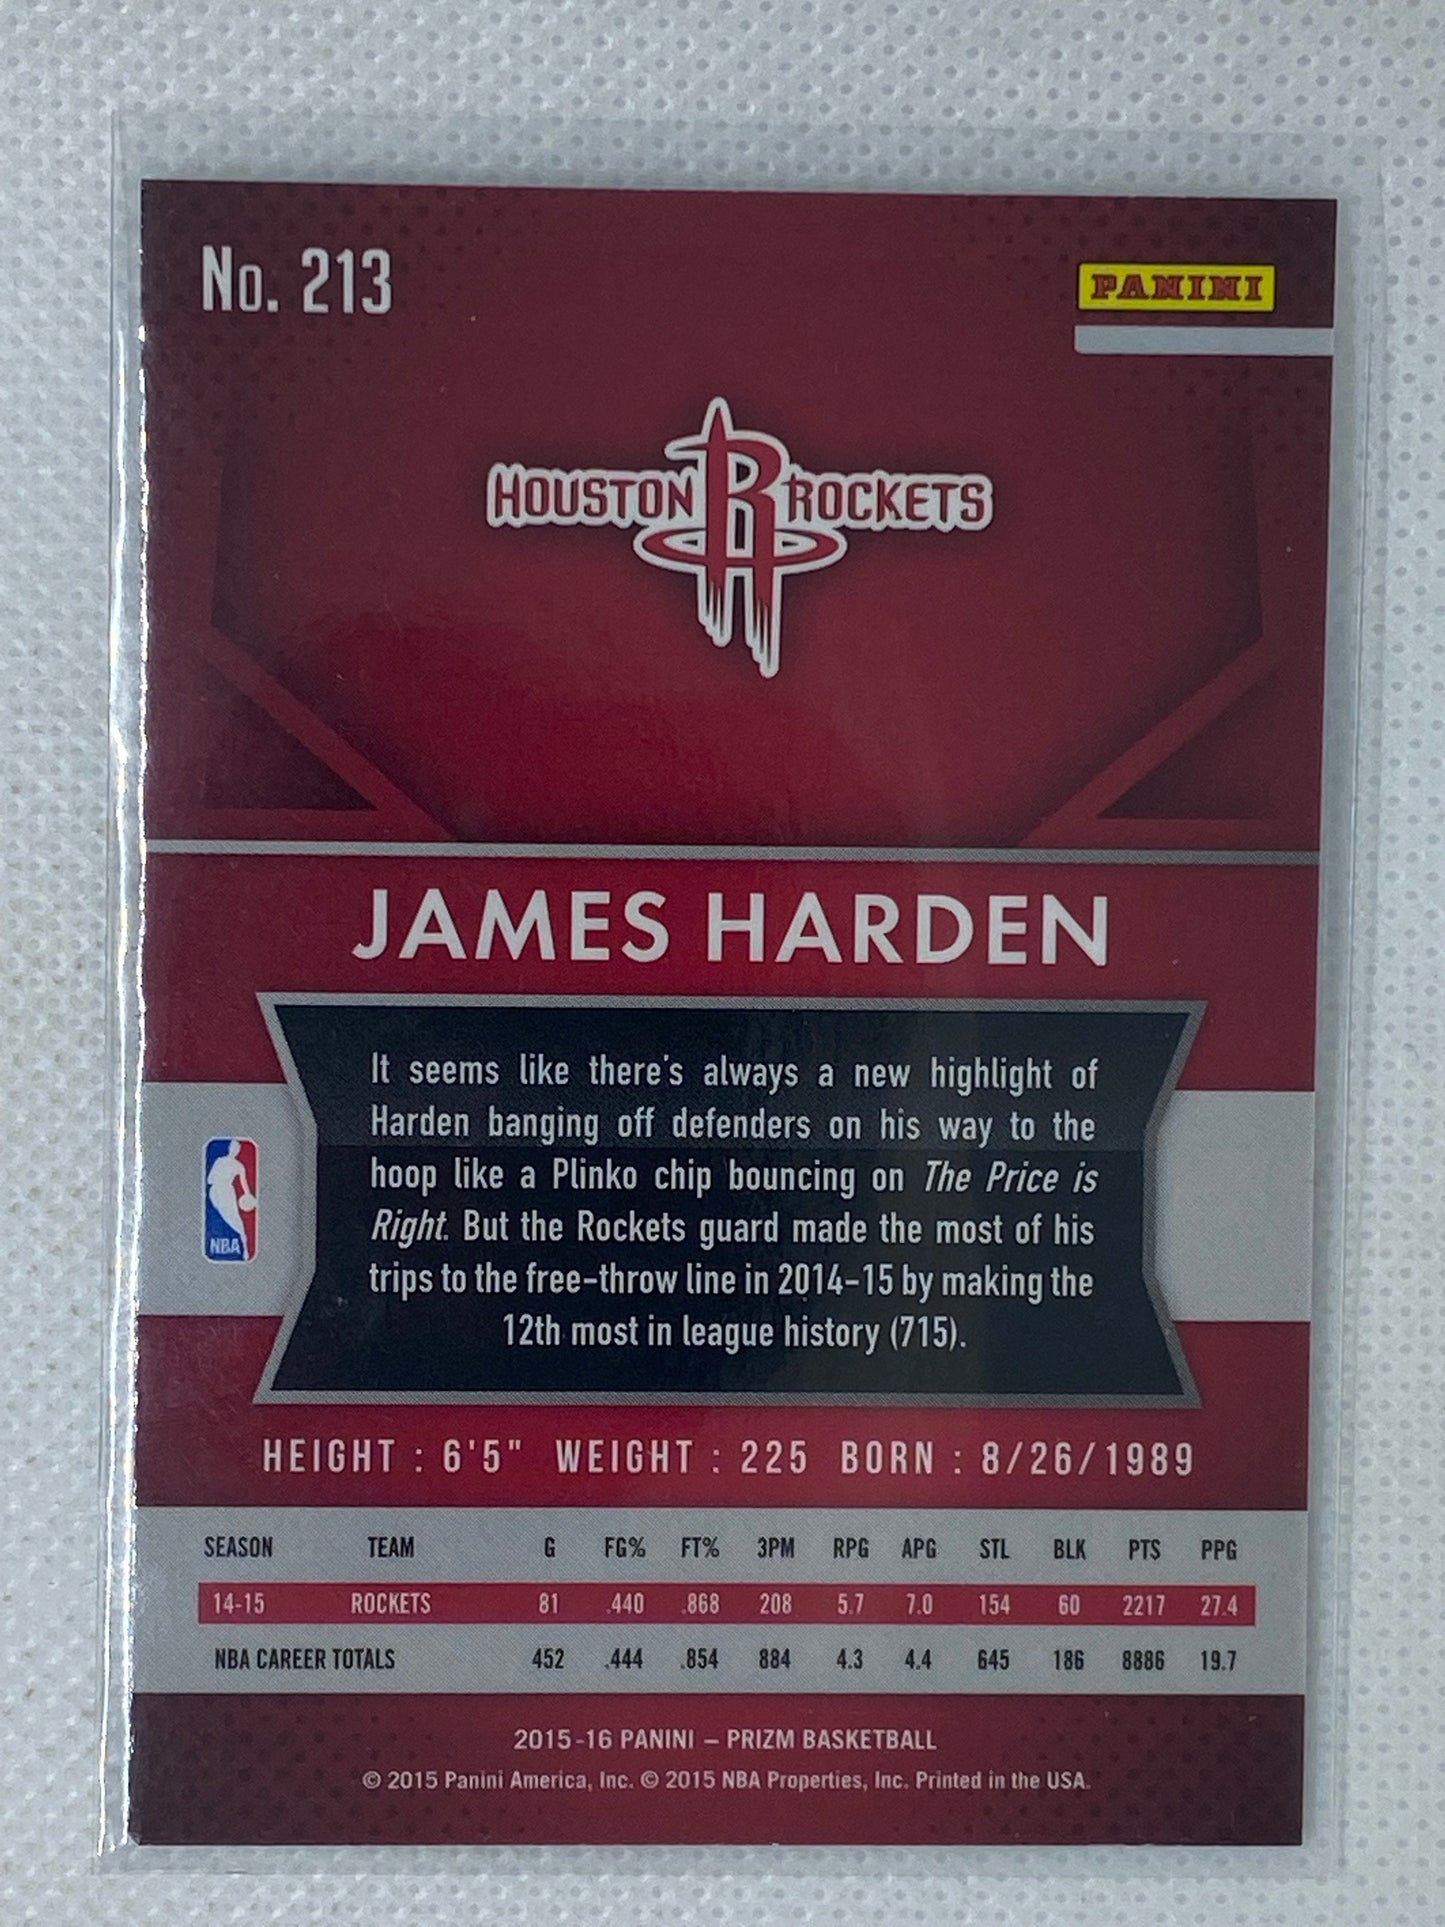 No. 213
PANINI
HOUSTON R ROCKETS
JAMES HARDEN
It seems like there's always a new highlight of
Harden banging off defenders on his way to the
hoop like a Plinko chip bouncing on The Price is
Right. But the Rockets guard made the most of his
trips to the free-throw line in 2014-15 by making the
12th most in league history (715).
NBA
HEIGHT : 6'5" WEIGHT : 225 BORN : 8/26/1989
SEASON TEAM G FG% FT% 3PM RPG APG STL BLK PTS PPG
14-15 ROCKETS 81 .440 .868 208 5.7 7.0 154 60 2217 27.4
NBA CAREER TOTALS 452 .444 .854 884 4.3 4.4 645 186 8886 19.7
2015-16 PANINI – PRIZM BASKETBALL
© 2015 Panini America, Inc. © 2015 NBA Properties, Inc. Printed in the USA.